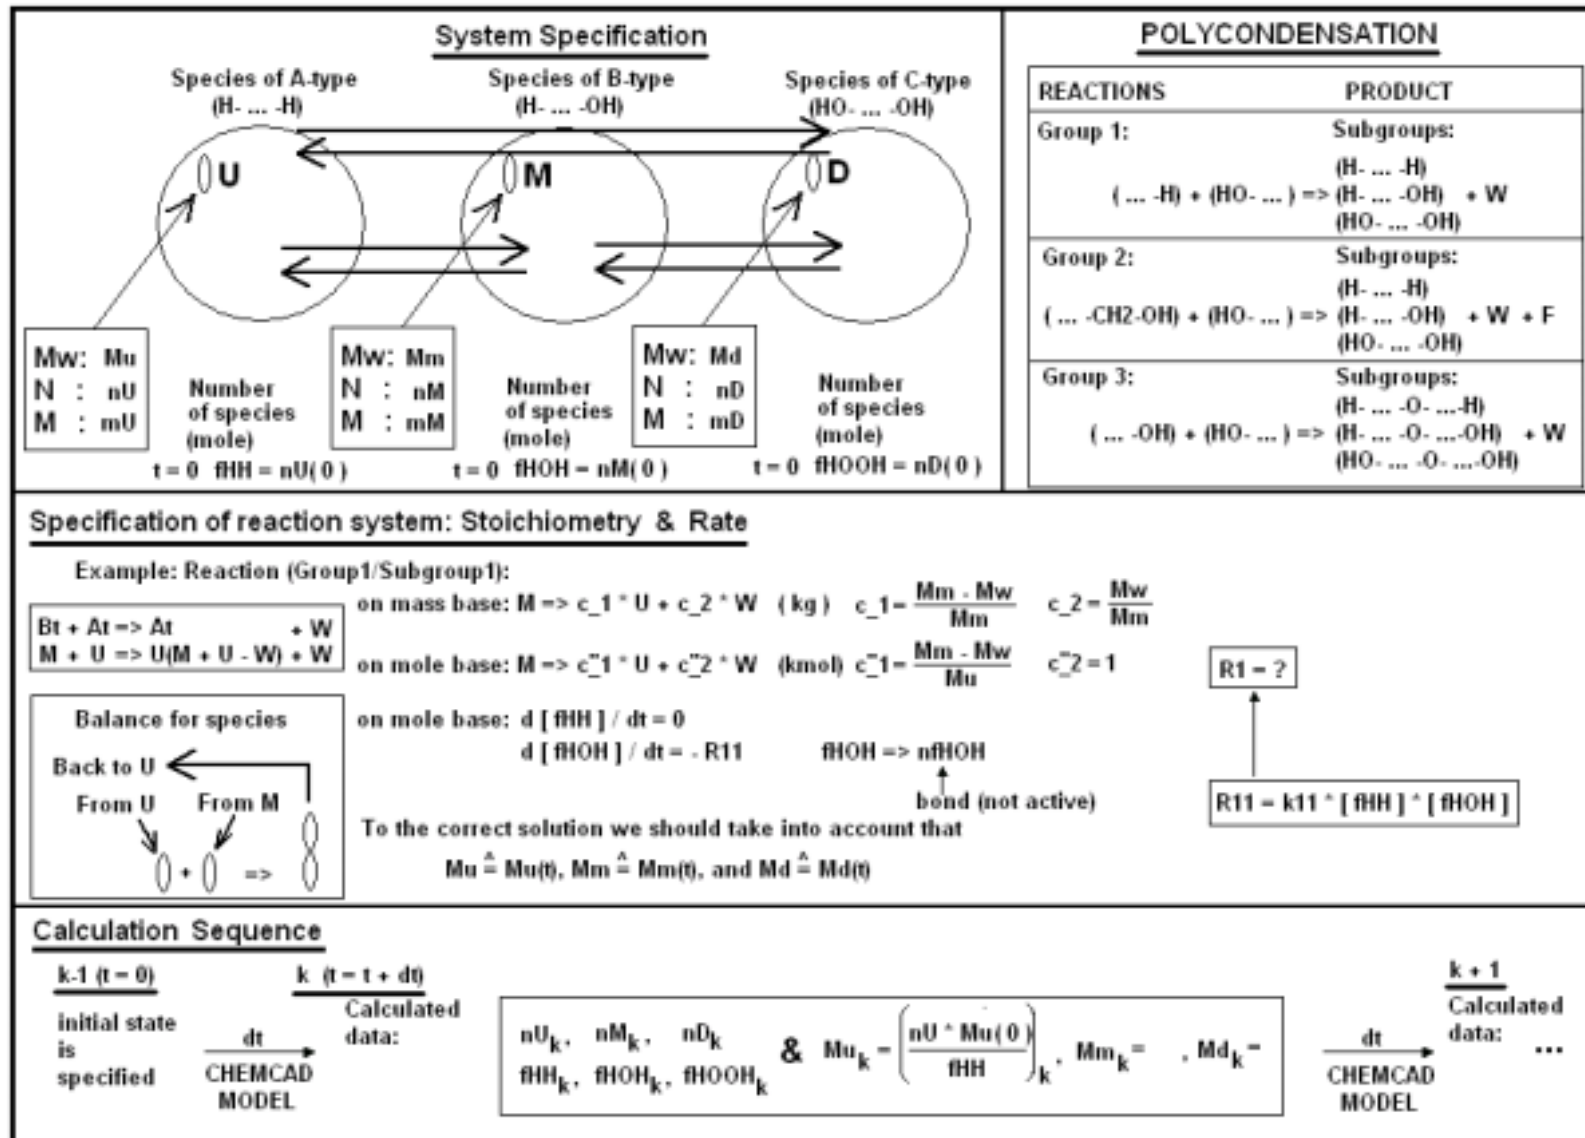 System Specification
Species of A-type
(H- ... -H)
Species of B-type
(H- ... -OH)
Species of C-type
(HO- ... -OH)
U
M
D
Mw: Mu
N : nU
M : mU
Number
of species
(mole)
t = 0 fHH = nU( 0 )
Mw: Mm
N : nM
M : mM
Number
of species
(mole)
t = 0 fHOH = nM( 0 )
Mw: Md
N : nD
M : mD
Number
of species
(mole)
t = 0 fHOOH = nD( 0 )
POLYCONDENSATION
REACTIONS PRODUCT
Group 1: Subgroups:
(H- ... -H)
( ... -H) + (HO- ... ) => (H- ... -OH) + W
(HO- ... -OH)
Group 2: Subgroups:
(H- ... -H)
( ... -CH2-OH) + (HO- ... ) => (H- ... -OH) + W + F
(HO- ... -OH)
Group 3: Subgroups:
(H- ... -O- ...-H)
( ... -OH) + (HO- ... ) => (H- ... -O- ...-OH) + W
(HO- ... -O- ...-OH)
Specification of reaction system: Stoichiometry & Rate
Example: Reaction (Group1/Subgroup1):
Bt + At => At + W
M + U => U(M + U - W) + W
on mass base: M => c_1 * U + c_2 * W ( kg ) c_1 = Mm - Mw / Mm c_2 = Mw / Mm
on mole base: M => c"_1 * U + c"_2 * W (kmol) c"_1 = Mm - Mw / Mu c"_2 = 1
on mole base: d [ fHH ] / dt = 0
d [ fHOH ] / dt = - R11 fHOH => nfHOH
bond (not active)
R1 = ?
R11 = k11 * [ fHH ] * [ fHOH ]
Balance for species
Back to U
From U From M
+ =>
To the correct solution we should take into account that
Mu ≙ Mu(t), Mm ≙ Mm(t), and Md ≙ Md(t)
Calculation Sequence
k-1 (t = 0)
initial state
is
specified
dt
CHEMCAD
MODEL
k (t = t + dt)
Calculated
data:
nUk, nMk, nDk
fHHk, fHOHk, fHOOHk
& Muk = ( nU * Mu( 0 ) / fHH )k, Mmk = , Mdk =
dt
CHEMCAD
MODEL
k + 1
Calculated
data: ...